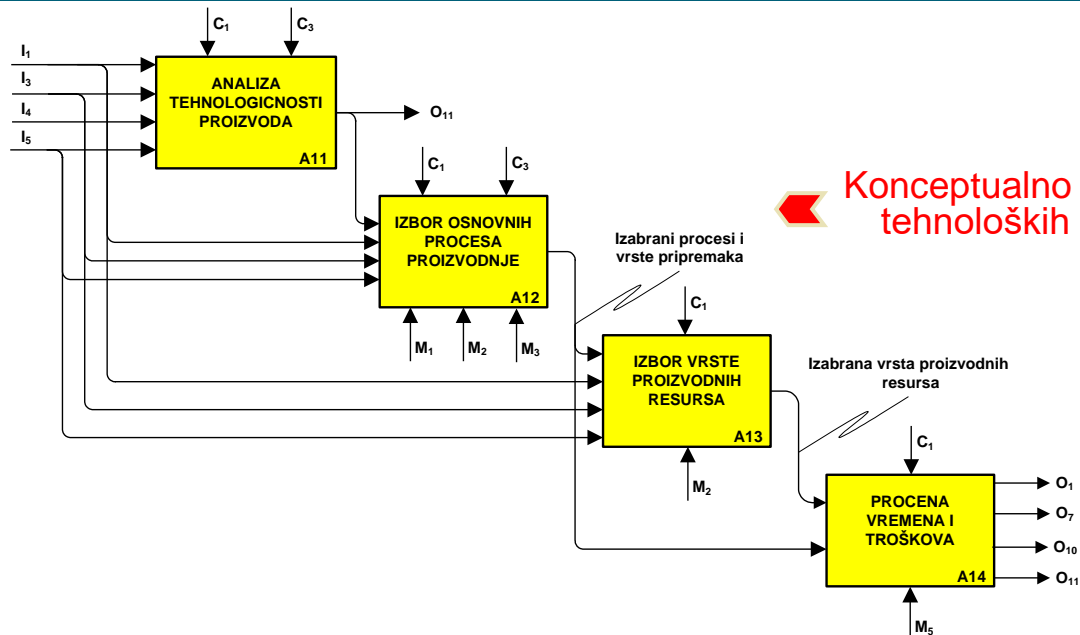 C₁
C₃
I₁
I₃
I₄
I₅
ANALIZA
TEHNOLOGICNOSTI
PROIZVODA
A11
O₁₁
C₁
C₃
IZBOR OSNOVNIH
PROCESA
PROIZVODNJE
A12
M₁
M₂
M₃
Konceptualno
tehnoloških
Izabrani procesi i
vrste pripremaka
C₁
IZBOR VRSTE
PROIZVODNIH
RESURSA
A13
M₂
Izabrana vrsta proizvodnih
resursa
C₁
PROCENA
VREMENA I
TROŠKOVA
A14
O₁
O₇
O₁₀
O₁₁
M₅